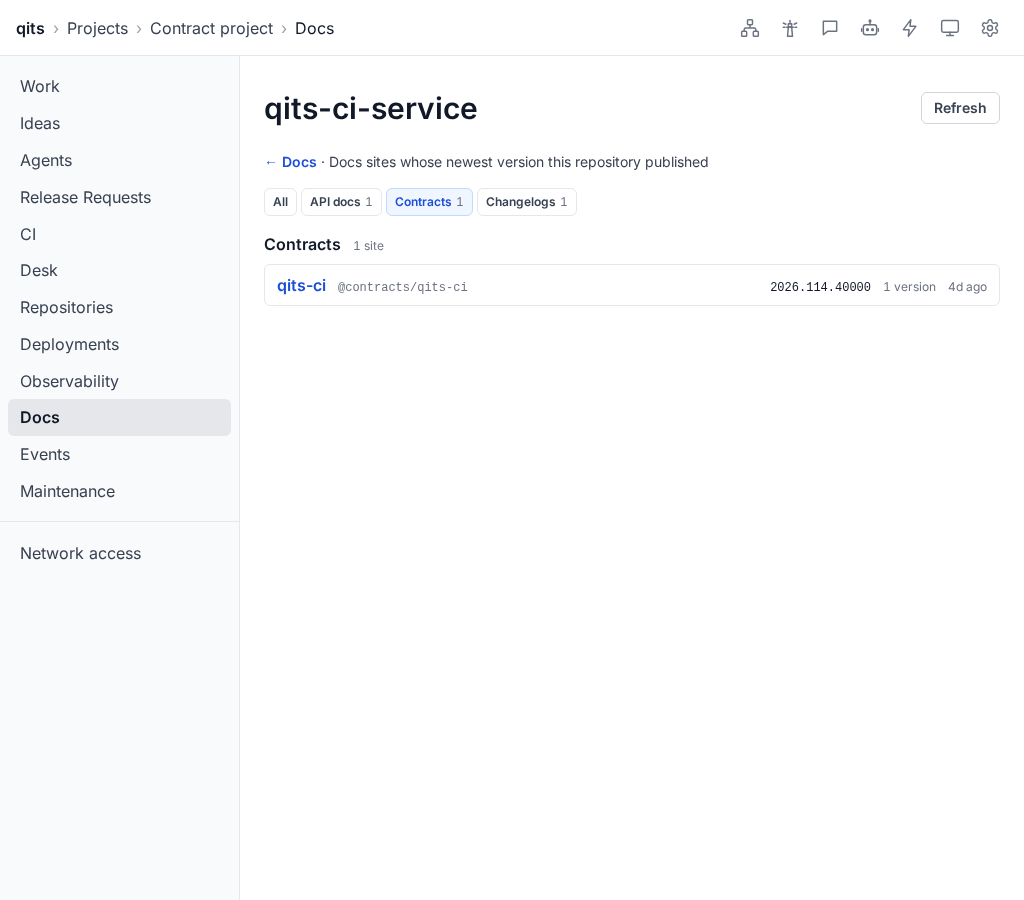 qits › Projects › Contract project › Docs
Work
Ideas
Agents
Release Requests
CI
Desk
Repositories
Deployments
Observability
Docs
Events
Maintenance
Network access
qits-ci-service
Refresh
← Docs · Docs sites whose newest version this repository published
All API docs 1 Contracts 1 Changelogs 1
Contracts 1 site
qits-ci @contracts/qits-ci 2026.114.40000 1 version 4d ago